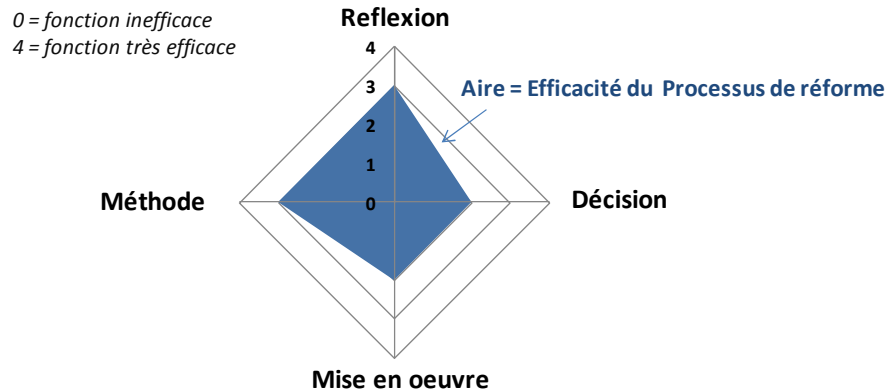 0 = fonction inefficace
4 = fonction très efficace
Reflexion
4
3
2
1
0
Aire = Efficacité du Processus de réforme
Méthode
Décision
Mise en oeuvre